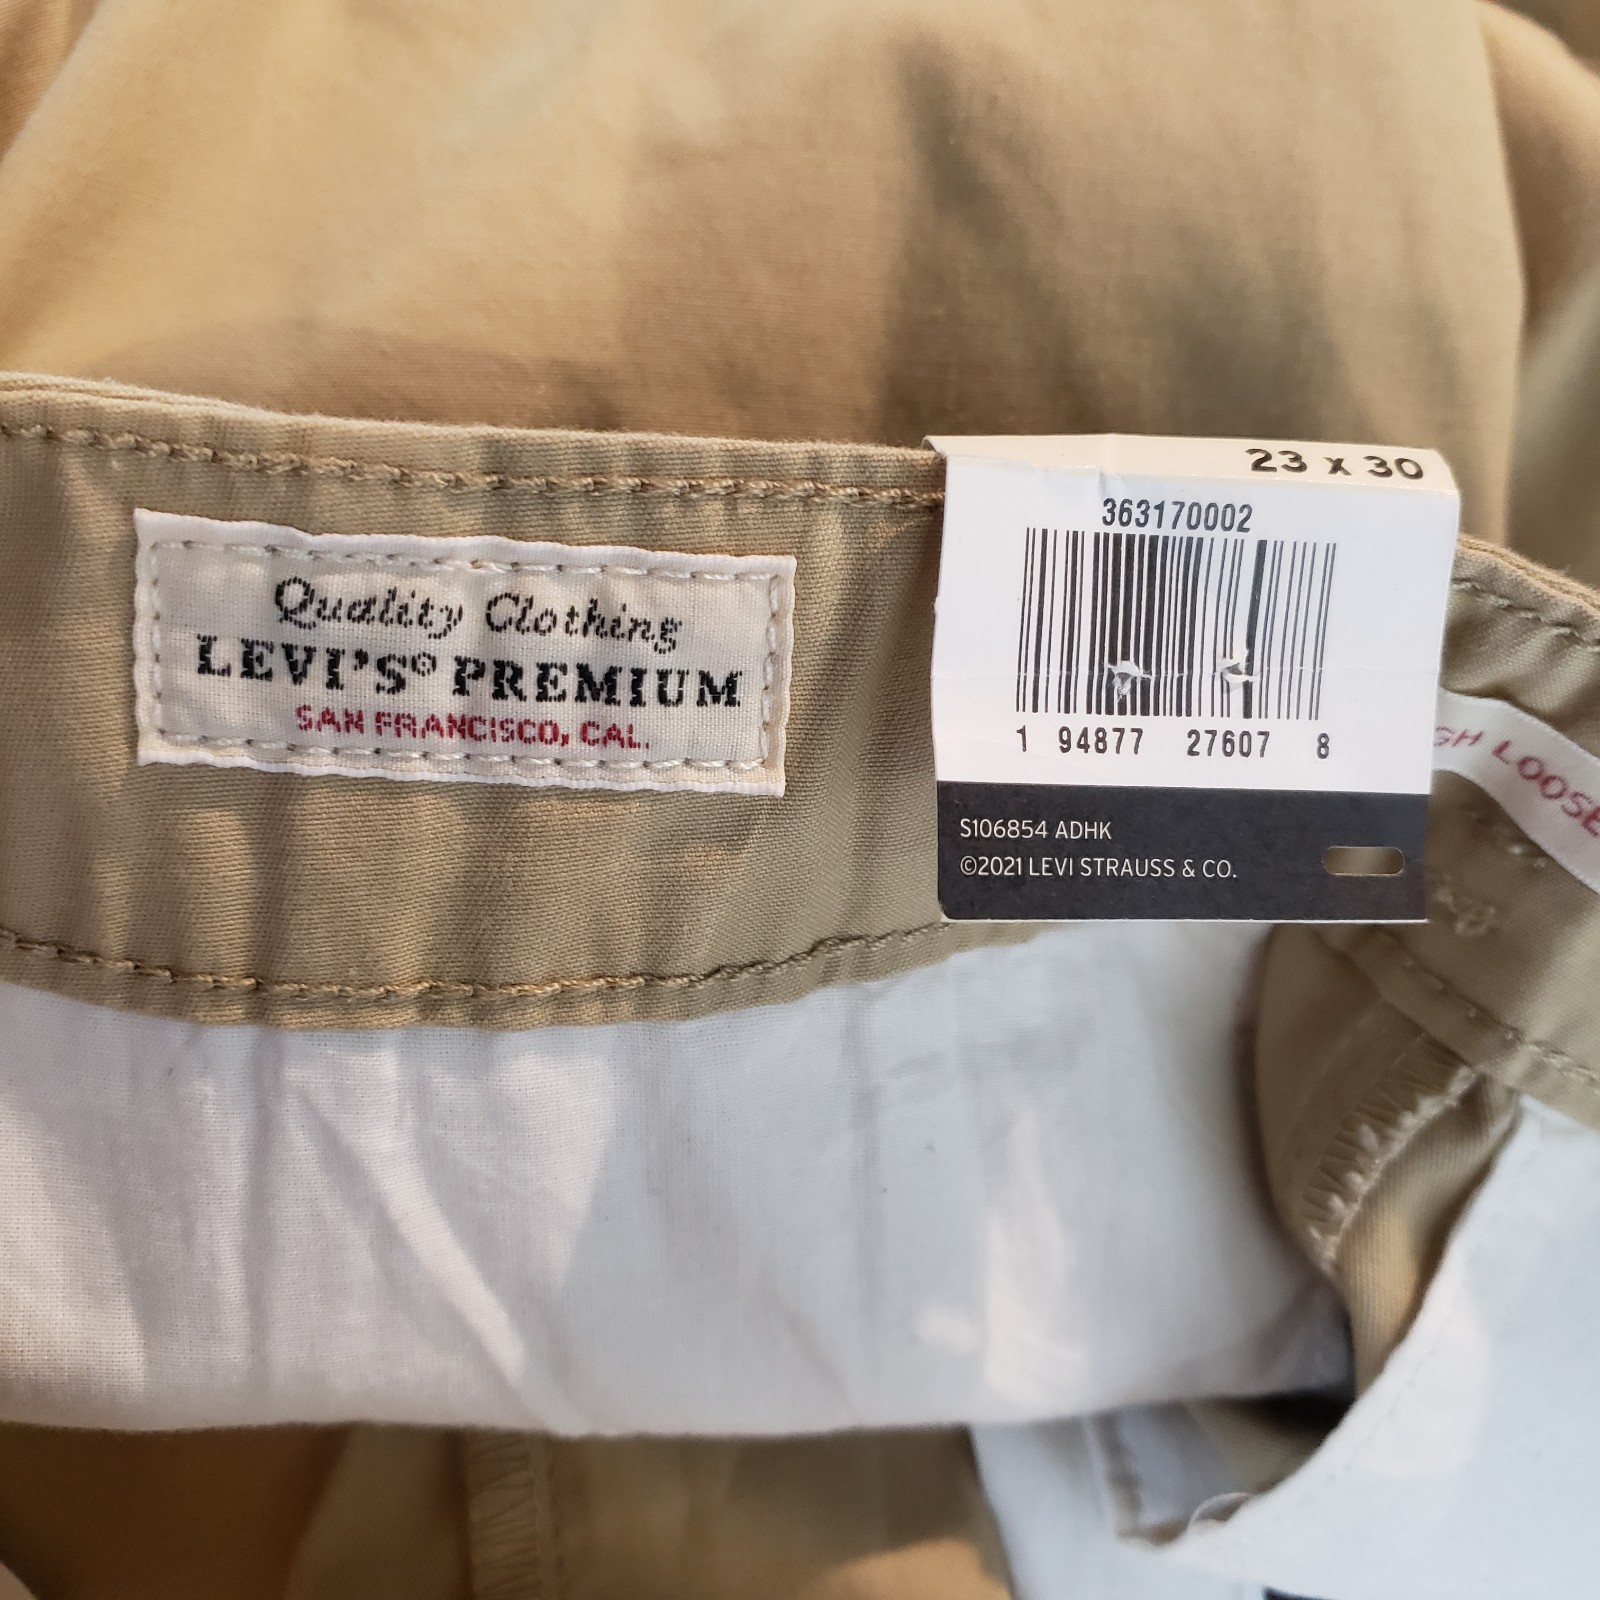 Quality Clothing
LEVI'S® PREMIUM
SAN FRANCISCO, CAL.
23 x 30
363170002
1 94877 27607 8
S106854 ADHK
©2021 LEVI STRAUSS & CO.
LOOSE